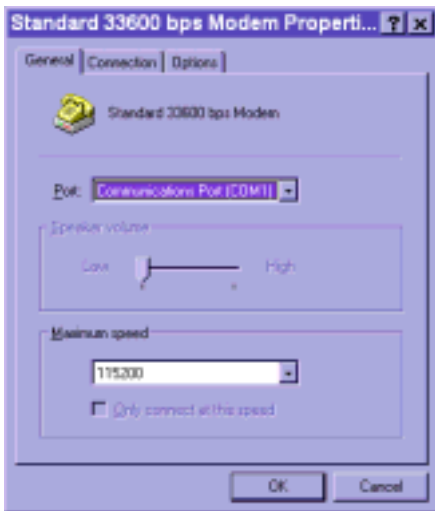 Standard 33600 bps Modem Properti... ? ×
General Connection Options
Standard 33600 bps Modem
Port: Communications Port (COM1)
Speaker volume
Low High
Maximum speed
115200
Only connect at this speed
OK Cancel